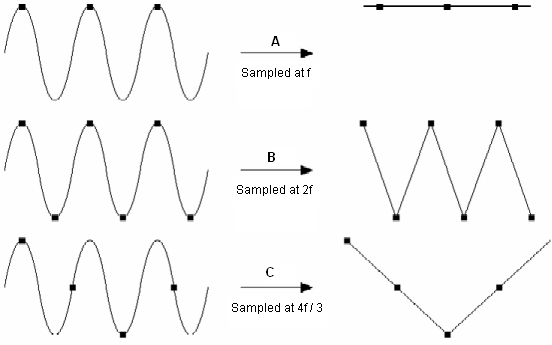 A
Sampled at f
B
Sampled at 2f
C
Sampled at 4f / 3